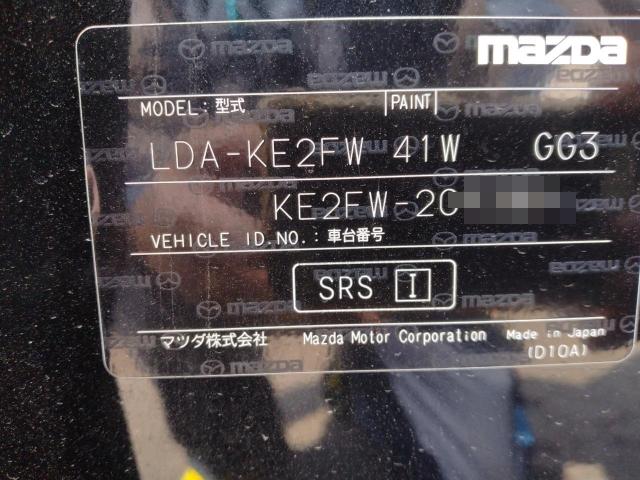 mazda
MODEL: 型式 PAINT
LDA-KE2FW 41W GG3
KE2FW-20
VEHICLE ID.NO.: 車台番号
SRS I
マツダ株式会社 Mazda Motor Corporation Made in Japan
(D10A)